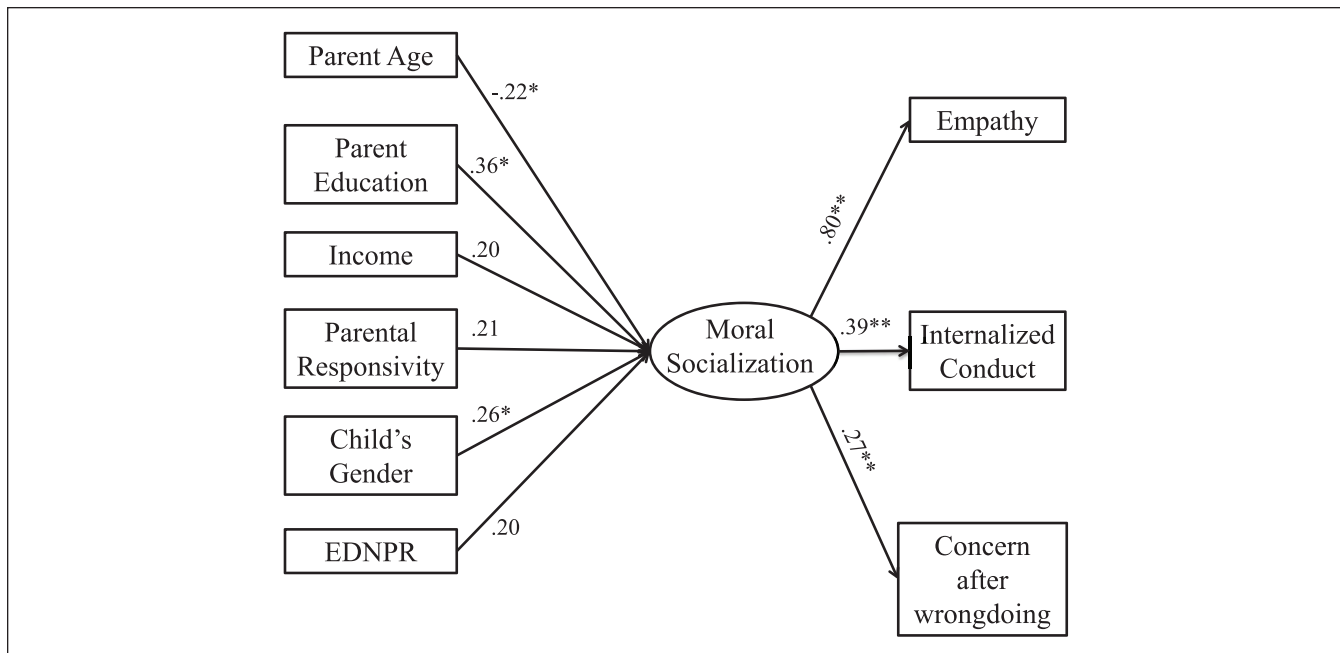 Parent Age
-.22*
Parent
Education
.36*
Income
.20
Parental
Responsivity
.21
Child's
Gender
.26*
EDNPR
.20
Moral
Socialization
.80**
Empathy
.39**
Internalized
Conduct
.27**
Concern
after
wrongdoing